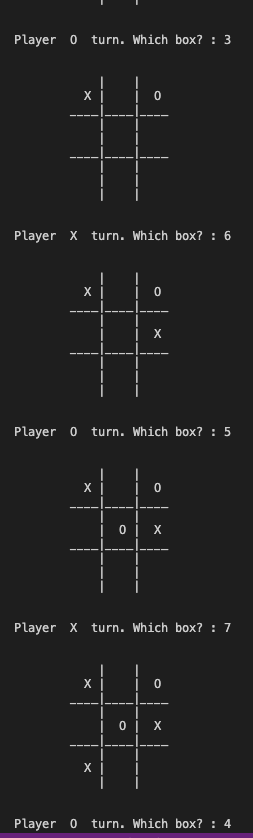 Player O turn. Which box? : 3
X O
Player X turn. Which box? : 6
X O
X
Player O turn. Which box? : 5
X O
O X
Player X turn. Which box? : 7
X O
O X
X
Player O turn. Which box? : 4